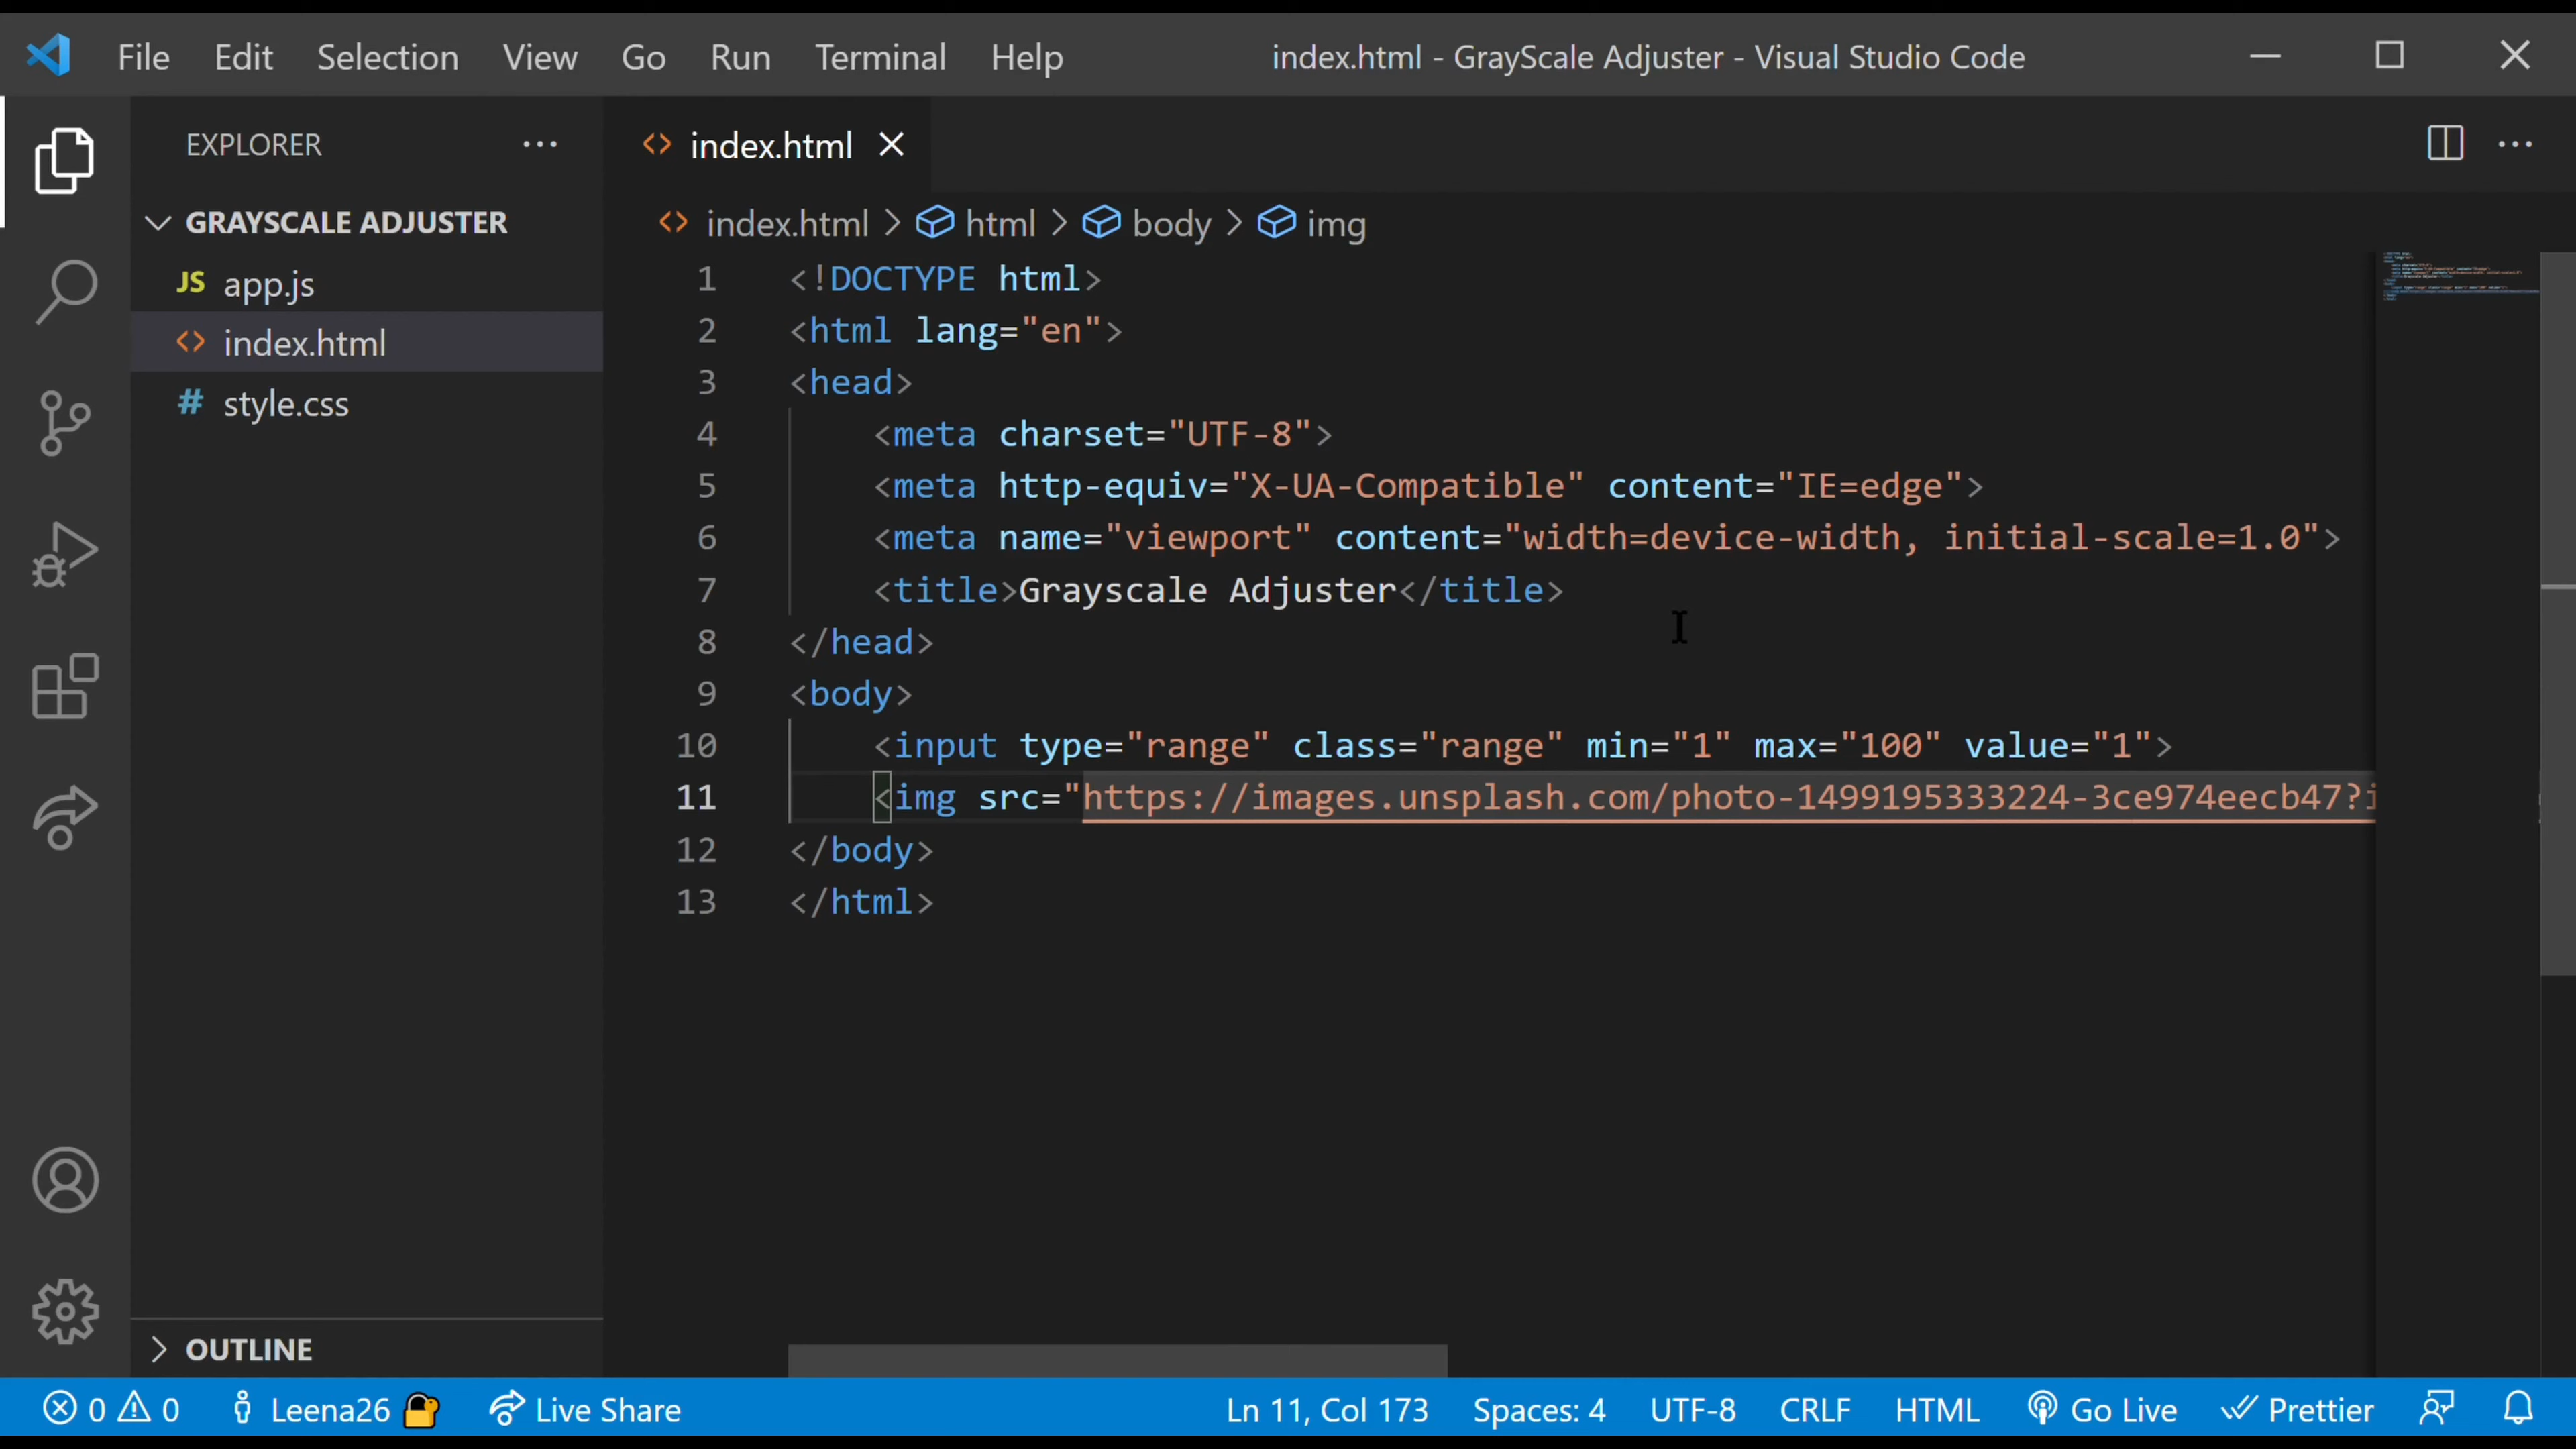 File Edit Selection View Go Run Terminal Help index.html - GrayScale Adjuster - Visual Studio Code
EXPLORER
GRAYSCALE ADJUSTER
JS app.js
<> index.html
# style.css
OUTLINE
<> index.html
<> index.html > html > body > img
1 <!DOCTYPE html>
2 <html lang="en">
3 <head>
4 <meta charset="UTF-8">
5 <meta http-equiv="X-UA-Compatible" content="IE=edge">
6 <meta name="viewport" content="width=device-width, initial-scale=1.0">
7 <title>Grayscale Adjuster</title>
8 </head>
9 <body>
10 <input type="range" class="range" min="1" max="100" value="1">
11 <img src="https://images.unsplash.com/photo-1499195333224-3ce974eecb47?i
12 </body>
13 </html>
0 0 Leena26 Live Share Ln 11, Col 173 Spaces: 4 UTF-8 CRLF HTML Go Live Prettier